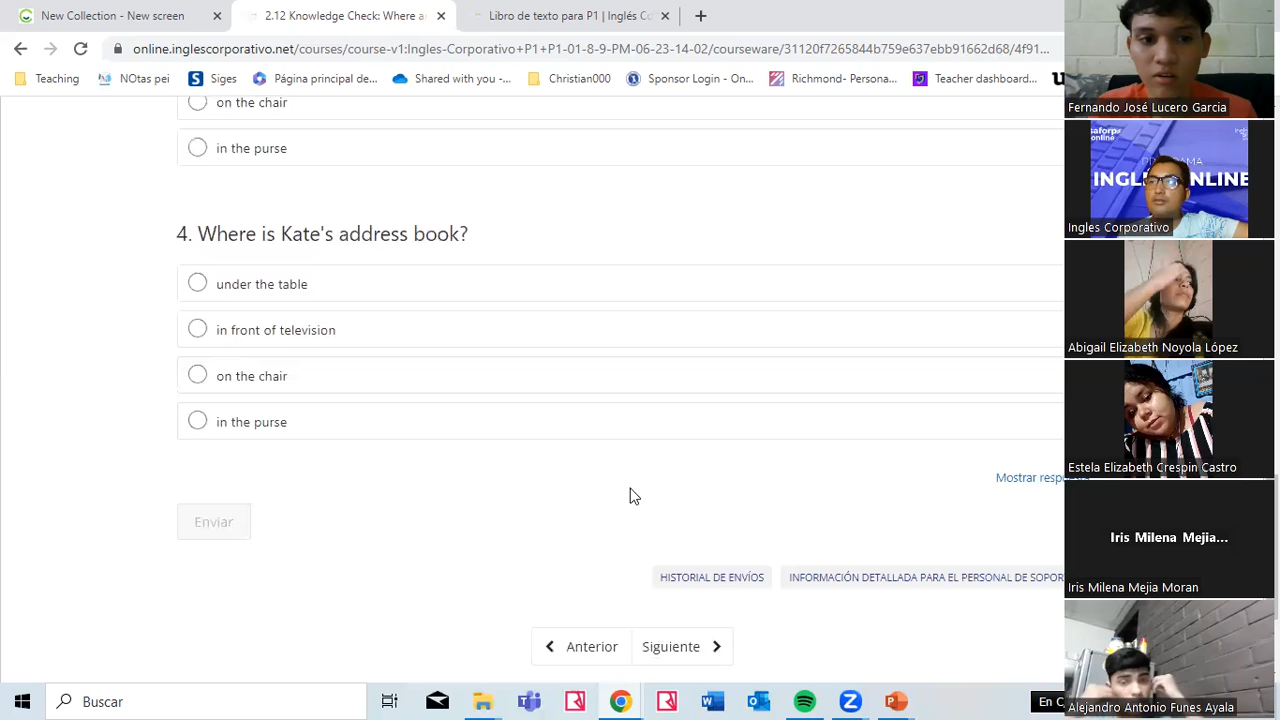 New Collection - New screen
2.12 Knowledge Check: Where a
Libro de texto para P1 | Inglés Co
online.inglescorporativo.net/courses/course-v1:Ingles-Corporativo+P1+P1-01-8-9-PM-06-23-14-02/courseware/31120f7265844b759e637ebb91662d68/4f91...
Teaching
NOtas pei
Siges
Página principal de...
Shared with you -...
Christian000
Sponsor Login - On...
Richmond- Persona...
Teacher dashboard...
on the chair
in the purse
4. Where is Kate's address book?
under the table
in front of television
on the chair
in the purse
Mostrar respu
Enviar
HISTORIAL DE ENVÍOS
INFORMACIÓN DETALLADA PARA EL PERSONAL DE SOPOR
Anterior
Siguiente
Buscar
En C
Fernando José Lucero Garcia
online
INGL NLINE
Ingles Corporativo
Abigail Elizabeth Noyola López
Estela Elizabeth Crespin Castro
Iris Milena Mejia...
Iris Milena Mejia Moran
Alejandro Antonio Funes Ayala